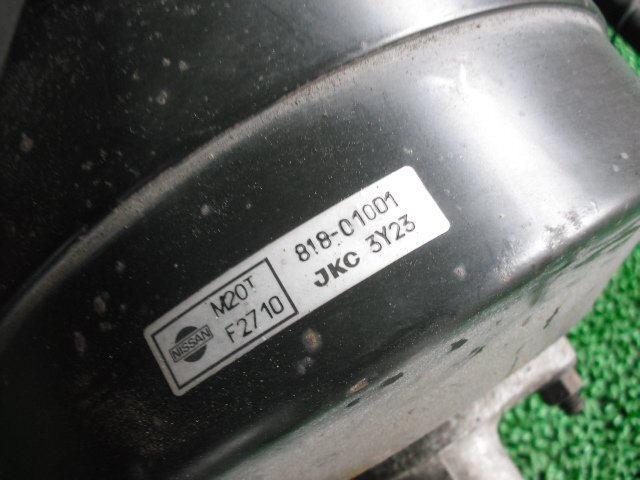 NISSAN
M20T
F2710
818-01001
JKC 3Y23